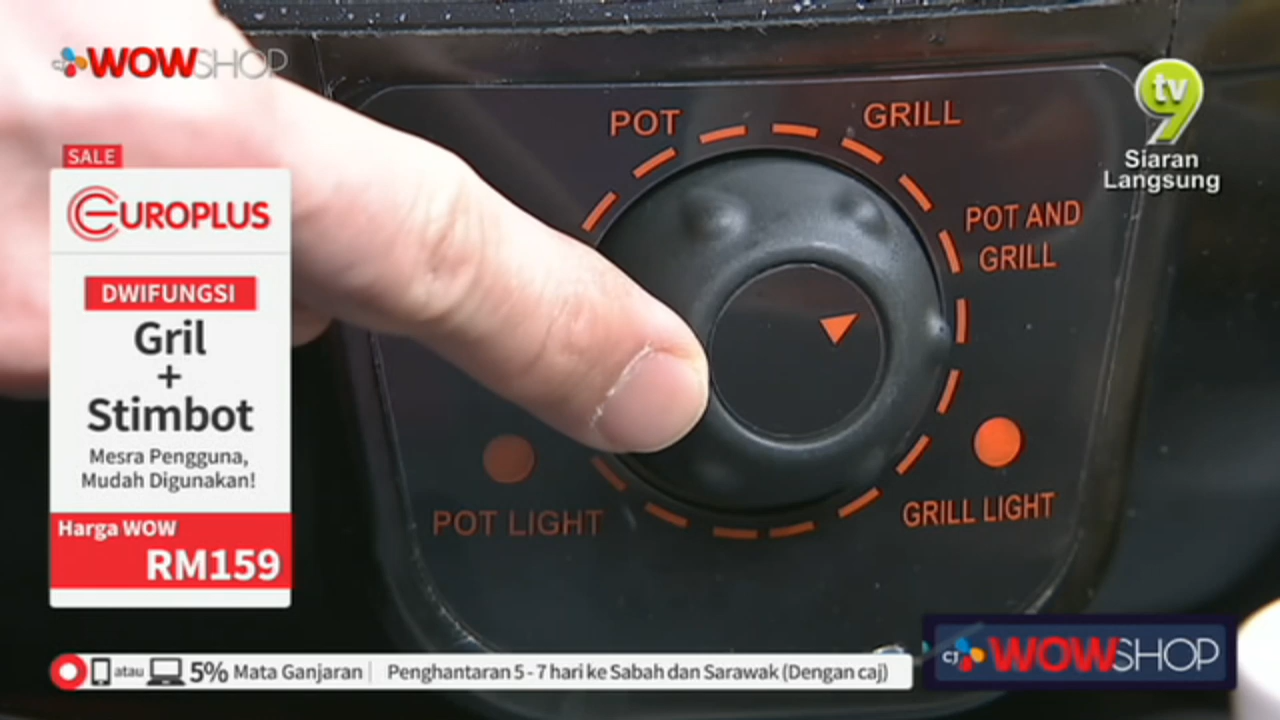 WOWSHOP
tv9
Siaran
Langsung
SALE
EUROPLUS
DWIFUNGSI
Gril
+
Stimbot
Mesra Pengguna,
Mudah Digunakan!
Harga WOW
RM159
POT
GRILL
POT AND
GRILL
POT LIGHT
GRILL LIGHT
atau 5% Mata Ganjaran Penghantaran 5 - 7 hari ke Sabah dan Sarawak (Dengan caj)
CJ WOWSHOP